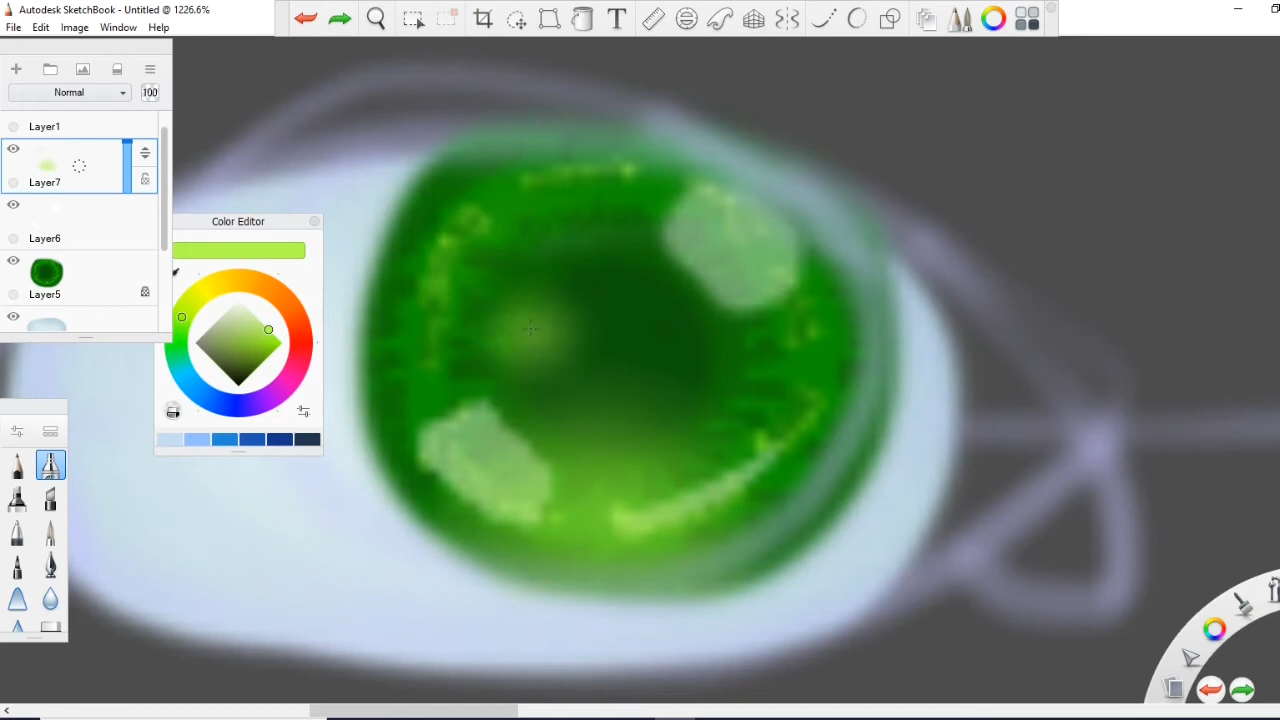 Autodesk SketchBook - Untitled @ 1226.6%
File Edit Image Window Help
T
Normal 100
Layer1
Layer7
Layer6
Layer5
Color Editor